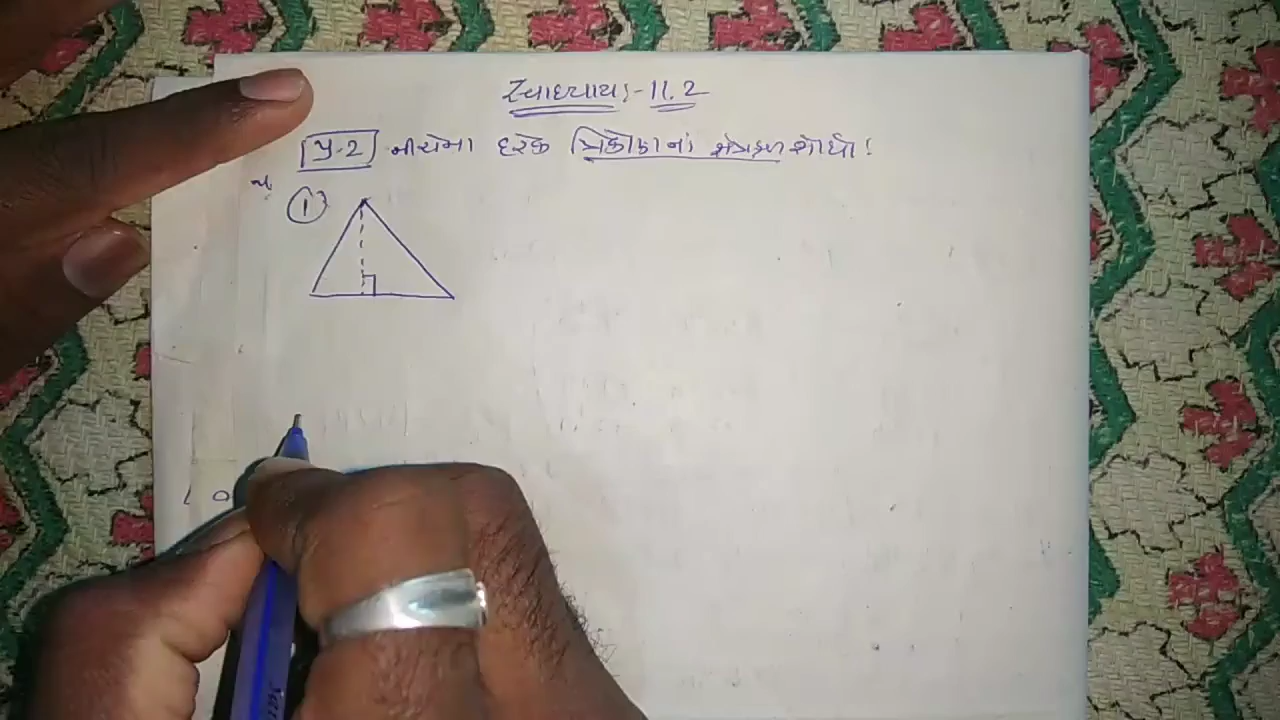 સ્વાધ્યાય:- 11.2
પ્ર-2 નીચેના દરેક ત્રિકોણનાં ક્ષેત્રફળ શોધો!
1